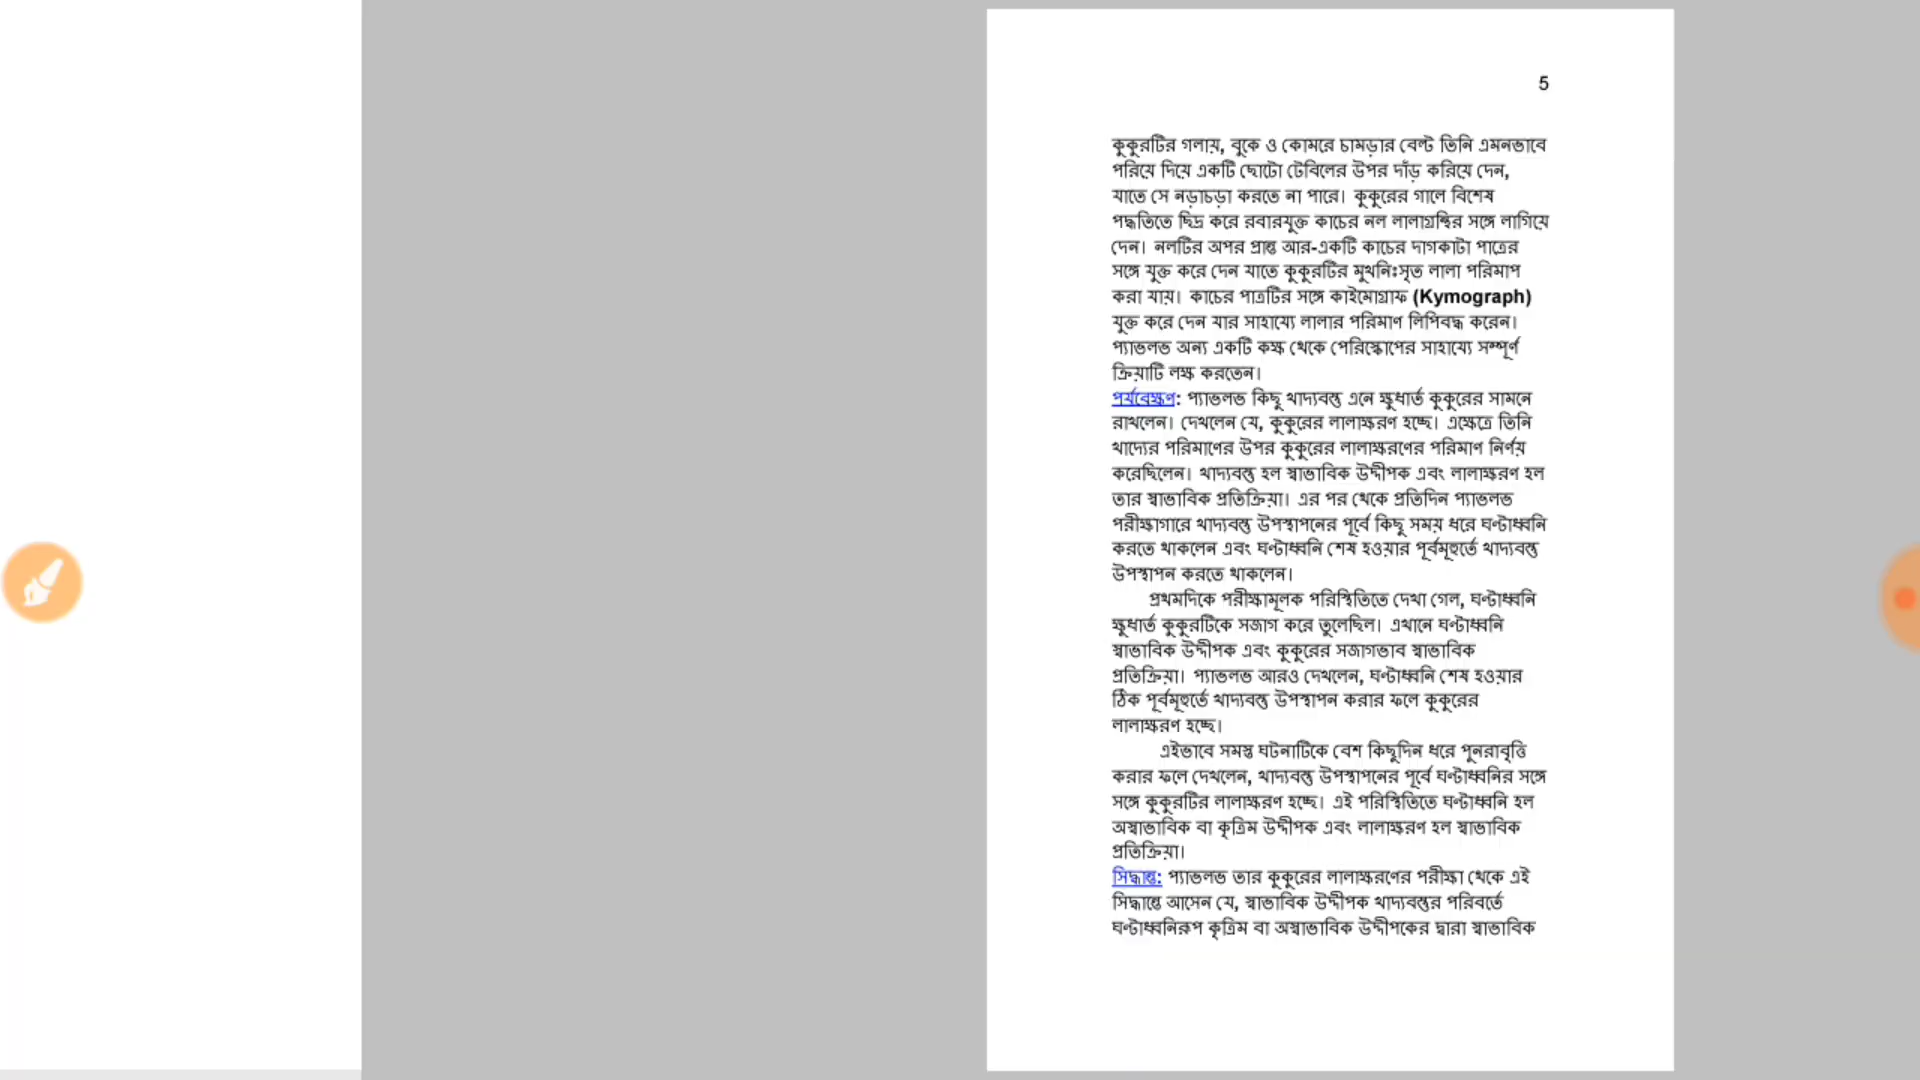 5
কুকুরটির গলায়, বুকে ও কোমরে চামড়ার বেল্ট তিনি এমনভাবে
পরিয়ে দিয়ে একটি ছোটো টেবিলের উপর দাঁড় করিয়ে দেন,
যাতে সে নড়াচড়া করতে না পারে। কুকুরের গালে বিশেষ
পদ্ধতিতে ছিদ্র করে রবারযুক্ত কাচের নল লালাগ্রন্থির সঙ্গে লাগিয়ে
দেন। নলটির অপর প্রান্ত আর-একটি কাচের দাগকাটা পাত্রের
সঙ্গে যুক্ত করে দেন যাতে কুকুরটির মুখনিঃসৃত লালা পরিমাপ
করা যায়। কাচের পাত্রটির সঙ্গে কাইমোগ্রাফ (Kymograph)
যুক্ত করে দেন যার সাহায্যে লালার পরিমাণ লিপিবদ্ধ করেন।
প্যাভলভ অন্য একটি কক্ষ থেকে পেরিস্কোপের সাহায্যে সম্পূর্ণ
ক্রিয়াটি লক্ষ করতেন।
পর্যবেক্ষণ: প্যাভলভ কিছু খাদ্যবস্তু এনে ক্ষুধার্ত কুকুরের সামনে
রাখলেন। দেখলেন যে, কুকুরের লালাক্ষরণ হচ্ছে। এক্ষেত্রে তিনি
খাদ্যের পরিমাণের উপর কুকুরের লালাক্ষরণের পরিমাণ নির্ণয়
করেছিলেন। খাদ্যবস্তু হল স্বাভাবিক উদ্দীপক এবং লালাক্ষরণ হল
তার স্বাভাবিক প্রতিক্রিয়া। এর পর থেকে প্রতিদিন প্যাভলভ
পরীক্ষাগারে খাদ্যবস্তু উপস্থাপনের পূর্বে কিছু সময় ধরে ঘণ্টাধ্বনি
করতে থাকলেন এবং ঘণ্টাধ্বনি শেষ হওয়ার পূর্বমূহুর্তে খাদ্যবস্তু
উপস্থাপন করতে থাকলেন।
প্রথমদিকে পরীক্ষামূলক পরিস্থিতিতে দেখা গেল, ঘণ্টাধ্বনি
ক্ষুধার্ত কুকুরটিকে সজাগ করে তুলেছিল। এখানে ঘণ্টাধ্বনি
স্বাভাবিক উদ্দীপক এবং কুকুরের সজাগভাব স্বাভাবিক
প্রতিক্রিয়া। প্যাভলভ আরও দেখলেন, ঘণ্টাধ্বনি শেষ হওয়ার
ঠিক পূর্বমূহুর্তে খাদ্যবস্তু উপস্থাপন করার ফলে কুকুরের
লালাক্ষরণ হচ্ছে।
এইভাবে সমস্ত ঘটনাটিকে বেশ কিছুদিন ধরে পুনরাবৃত্তি
করার ফলে দেখলেন, খাদ্যবস্তু উপস্থাপনের পূর্বে ঘণ্টাধ্বনির সঙ্গে
সঙ্গে কুকুরটির লালাক্ষরণ হচ্ছে। এই পরিস্থিতিতে ঘণ্টাধ্বনি হল
অস্বাভাবিক বা কৃত্রিম উদ্দীপক এবং লালাক্ষরণ হল স্বাভাবিক
প্রতিক্রিয়া।
সিদ্ধান্ত: প্যাভলভ তার কুকুরের লালাক্ষরণের পরীক্ষা থেকে এই
সিদ্ধান্তে আসেন যে, স্বাভাবিক উদ্দীপক খাদ্যবস্তুর পরিবর্তে
ঘণ্টাধ্বনিরূপ কৃত্রিম বা অস্বাভাবিক উদ্দীপকের দ্বারা স্বাভাবিক